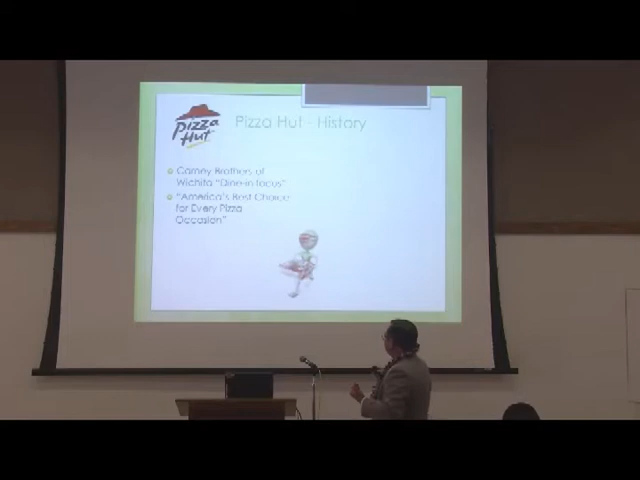 Pizza Hut
Pizza Hut - History
Carney Brothers of
Wichita "Dine-in focus"
"America's Best Choice
for Every Pizza
Occasion"